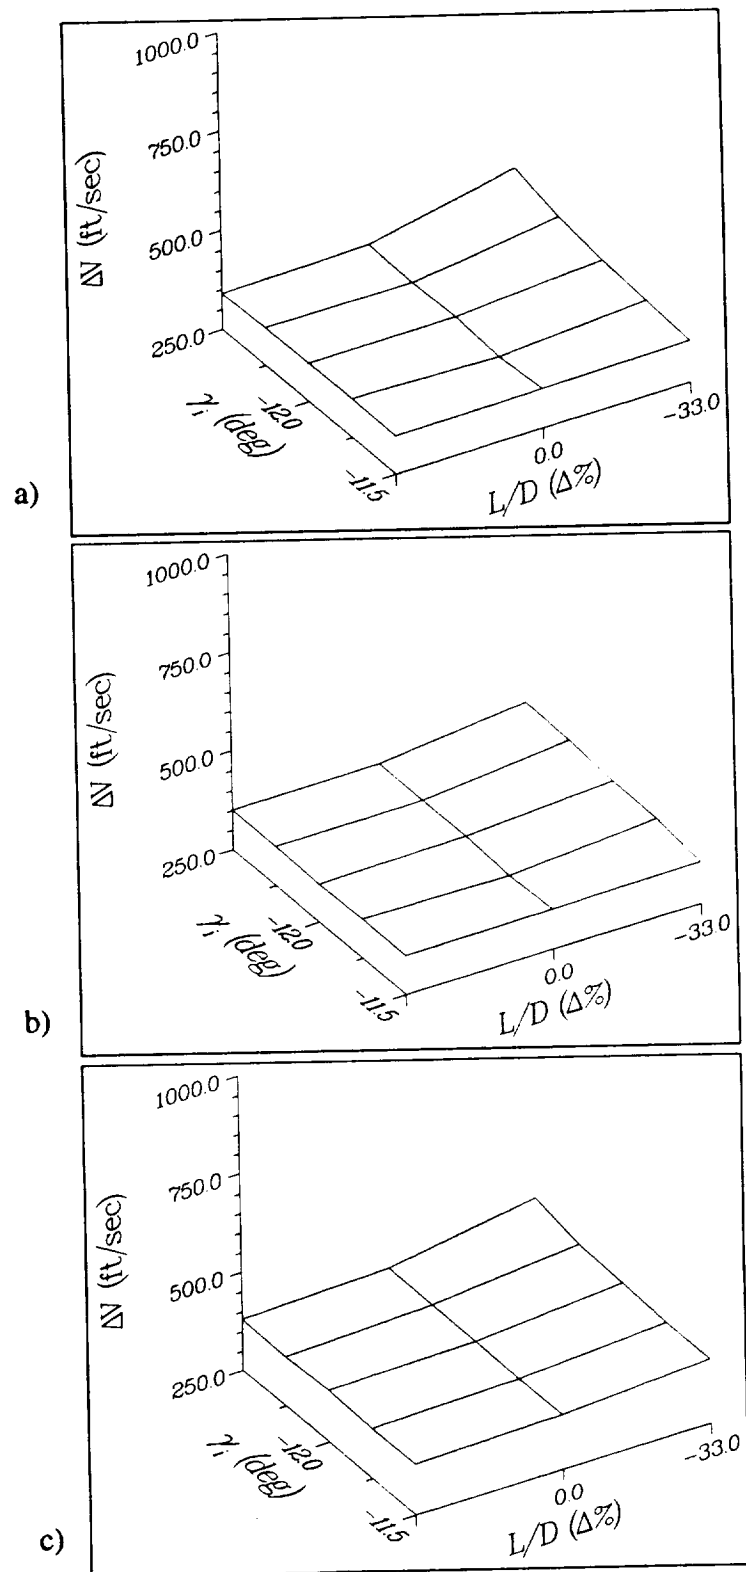 1000.0
750.0
500.0
250.0
ΔV (ft/sec)
γi (deg)
-12.0
-11.5
0.0
-33.0
L/D (Δ%)
a)
1000.0
750.0
500.0
250.0
ΔV (ft/sec)
γi (deg)
-12.0
-11.5
0.0
-33.0
L/D (Δ%)
b)
1000.0
750.0
500.0
250.0
ΔV (ft/sec)
γi (deg)
-12.0
-11.5
0.0
-33.0
L/D (Δ%)
c)